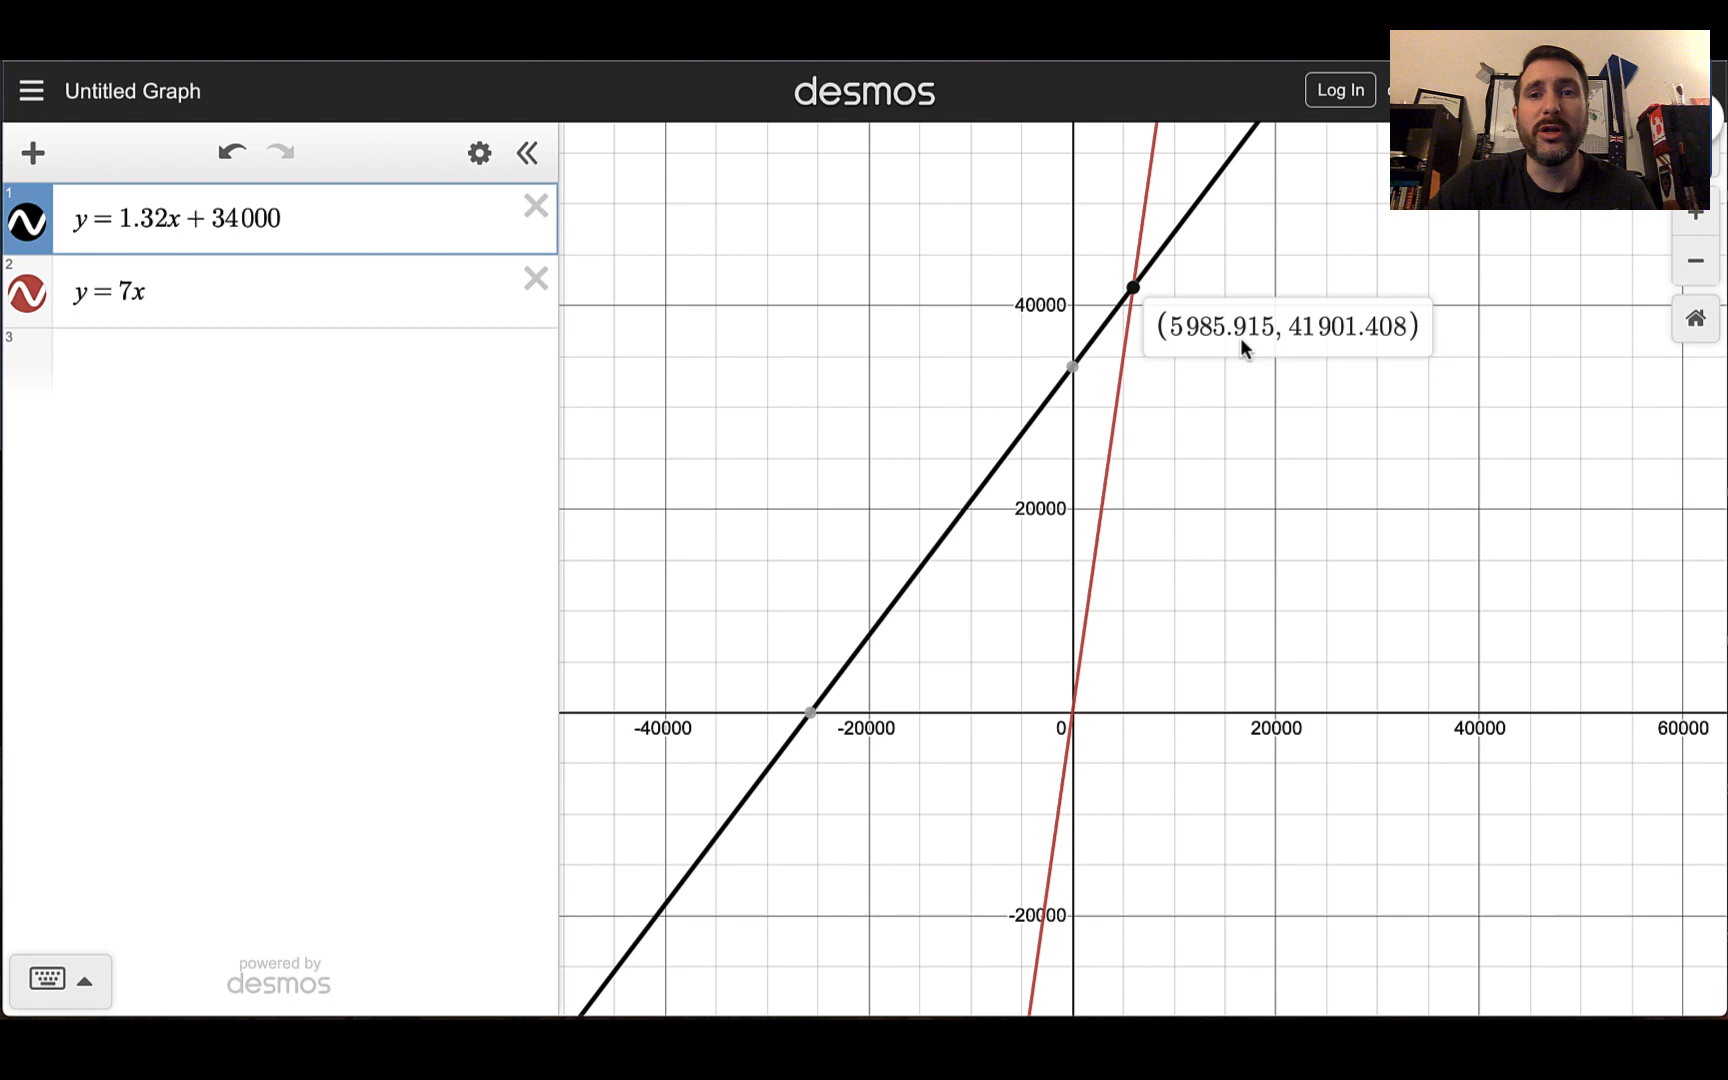 Untitled Graph
desmos
Log In
1
y = 1.32x + 34000
2
y = 7x
3
40000
(5985.915, 41901.408)
20000
-40000
-20000
0
20000
40000
60000
-20000
powered by
desmos